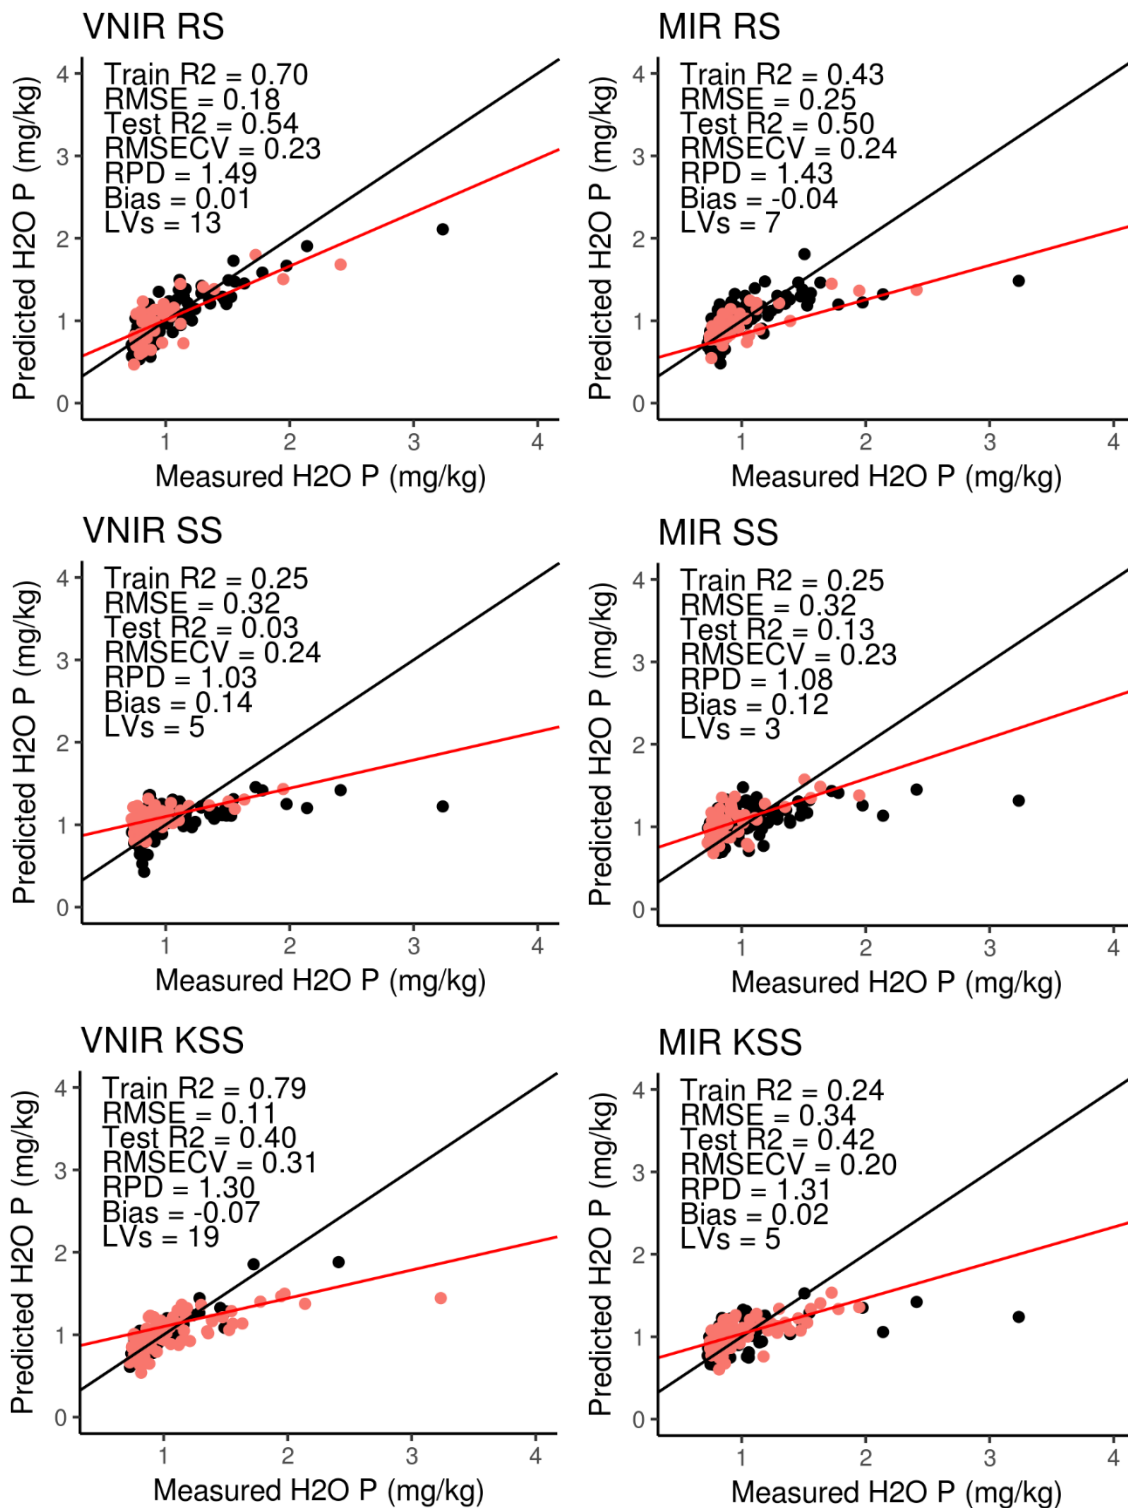 VNIR RS
Train R2 = 0.70
RMSE = 0.18
Test R2 = 0.54
RMSECV = 0.23
RPD = 1.49
Bias = 0.01
LVs = 13
Predicted H2O P (mg/kg)
4
3
2
1
0
1 2 3 4
Measured H2O P (mg/kg)
MIR RS
Train R2 = 0.43
RMSE = 0.25
Test R2 = 0.50
RMSECV = 0.24
RPD = 1.43
Bias = -0.04
LVs = 7
Predicted H2O P (mg/kg)
4
3
2
1
0
1 2 3 4
Measured H2O P (mg/kg)
VNIR SS
Train R2 = 0.25
RMSE = 0.32
Test R2 = 0.03
RMSECV = 0.24
RPD = 1.03
Bias = 0.14
LVs = 5
Predicted H2O P (mg/kg)
4
3
2
1
0
1 2 3 4
Measured H2O P (mg/kg)
MIR SS
Train R2 = 0.25
RMSE = 0.32
Test R2 = 0.13
RMSECV = 0.23
RPD = 1.08
Bias = 0.12
LVs = 3
Predicted H2O P (mg/kg)
4
3
2
1
0
1 2 3 4
Measured H2O P (mg/kg)
VNIR KSS
Train R2 = 0.79
RMSE = 0.11
Test R2 = 0.40
RMSECV = 0.31
RPD = 1.30
Bias = -0.07
LVs = 19
Predicted H2O P (mg/kg)
4
3
2
1
0
1 2 3 4
Measured H2O P (mg/kg)
MIR KSS
Train R2 = 0.24
RMSE = 0.34
Test R2 = 0.42
RMSECV = 0.20
RPD = 1.31
Bias = 0.02
LVs = 5
Predicted H2O P (mg/kg)
4
3
2
1
0
1 2 3 4
Measured H2O P (mg/kg)